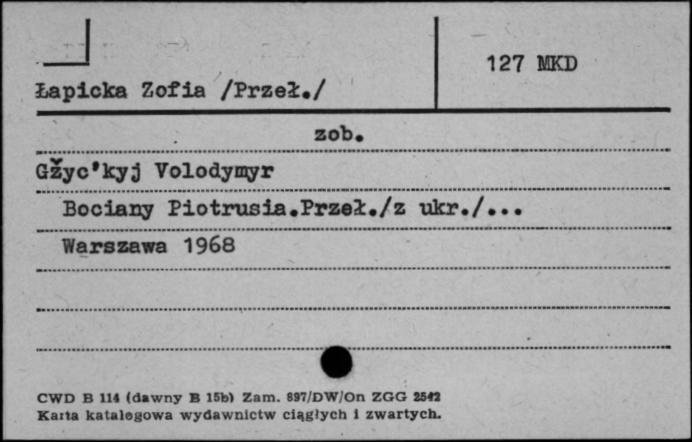 127 MKD
Łapicka Zofia /Przeł./
zob.
Gžyc'kyj Volodymyr
Bociany Piotrusia.Przeł./z ukr./...
Warszawa 1968
CWD B 114 (dawny B 15b) Zam. 897/DW/On ZGG 2542
Karta katalogowa wydawnictw ciągłych i zwartych.